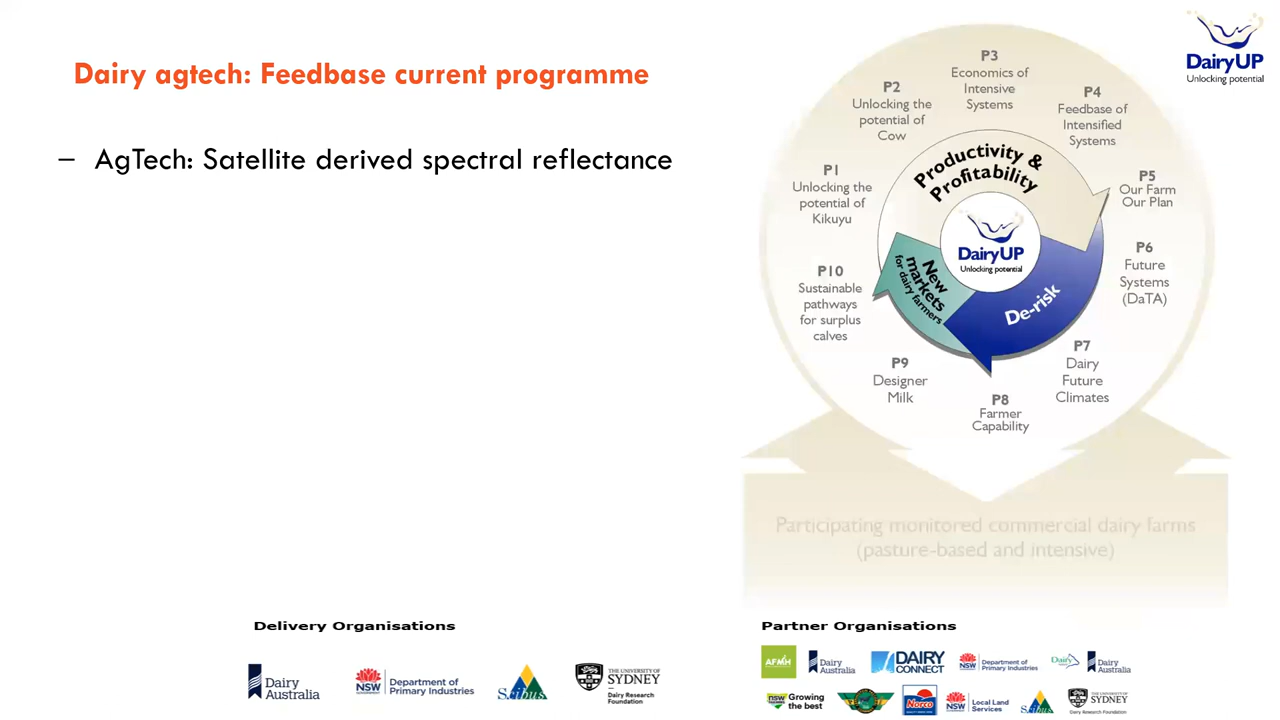 Dairy agtech: Feedbase current programme
– AgTech: Satellite derived spectral reflectance
DairyUP
Unlocking potential
P1
Unlocking the
potential of
Kikuyu
P2
Unlocking the
potential of
Cow
P3
Economics of
Intensive
Systems
P4
Feedbase of
Intensified
Systems
P5
Our Farm
Our Plan
P6
Future
Systems
(DaTA)
P7
Dairy
Future
Climates
P8
Farmer
Capability
P9
Designer
Milk
P10
Sustainable
pathways
for surplus
calves
Productivity &
Profitability
De-risk
New
markets
for dairy farmers
DairyUP
Unlocking potential
Participating monitored commercial dairy farms
(pasture-based and intensive)
Delivery Organisations
Dairy
Australia
NSW
Department of
Primary Industries
Scibus
THE UNIVERSITY OF
SYDNEY
Dairy Research
Foundation
Partner Organisations
AFMH
Dairy
Australia
DAIRY
CONNECT
NSW
Department of
Primary Industries
Dairy
Dairy
Australia
Growing
the best
Norco
NSW
Local Land
Services
Scibus
THE UNIVERSITY OF
SYDNEY
Dairy Research
Foundation